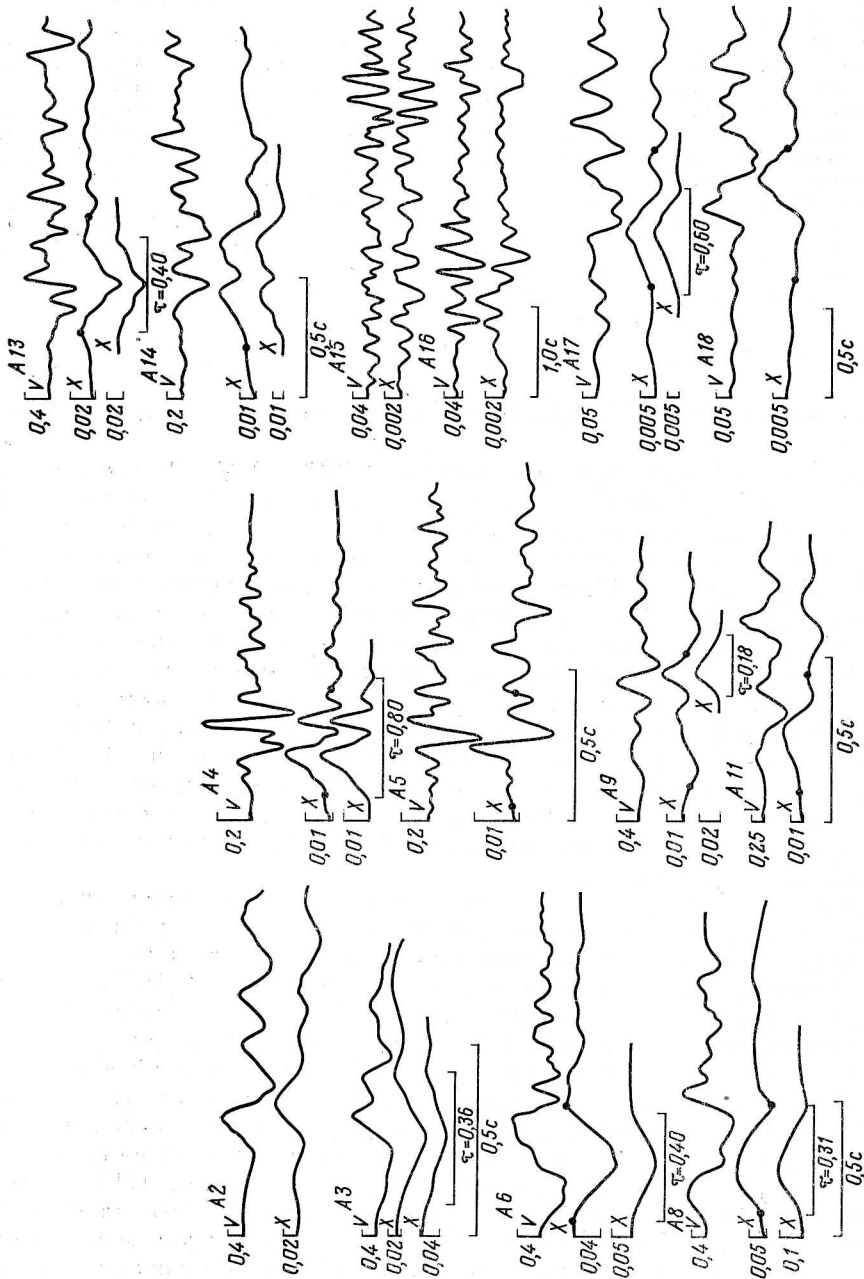 A2
0,4 V
0,02 X
A3
0,4 V
0,02 X
0,04
τ=0,36
0,5c
A6
0,4 V
0,04 X
0,05 X
τ=0,40
A8
0,4 V
0,05 X
0,1 X
τ=0,31
0,5c
A4
0,2 V
0,01 X
0,01 X
τ=0,80
A5
0,2 V
0,01 X
0,5c
A9
0,4 V
0,01 X
0,02 X
τ=0,18
A11
0,25 V
0,01 X
0,5c
A13
0,4 V
0,02 X
0,02 X
τ=0,40
A14
0,2 V
0,01 X
0,01 X
0,5c
A15
0,04 V
0,002 X
A16
0,04 V
0,002 X
1,0c
A17
0,05 V
0,005 X
0,005 X
τ=0,60
A18
0,05 V
0,005 X
0,5c